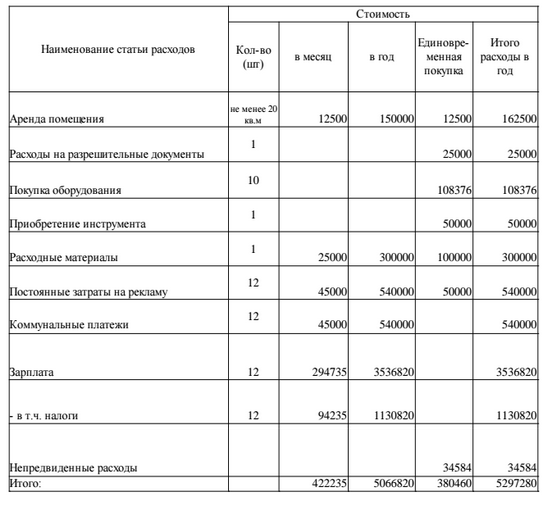 Наименование статьи расходов Кол-во (шт) Стоимость
в месяц в год Единовре-менная покупка Итого расходы в год
Аренда помещения не менее 20 кв.м 12500 150000 12500 162500
Расходы на разрешительные документы 1 25000 25000
Покупка оборудования 10 108376 108376
Приобретение инструмента 1 50000 50000
Расходные материалы 1 25000 300000 100000 300000
Постоянные затраты на рекламу 12 45000 540000 50000 540000
Коммунальные платежи 12 45000 540000 540000
Зарплата 12 294735 3536820 3536820
- в т.ч. налоги 12 94235 1130820 1130820
Непредвиденные расходы 34584 34584
Итого: 422235 5066820 380460 5297280